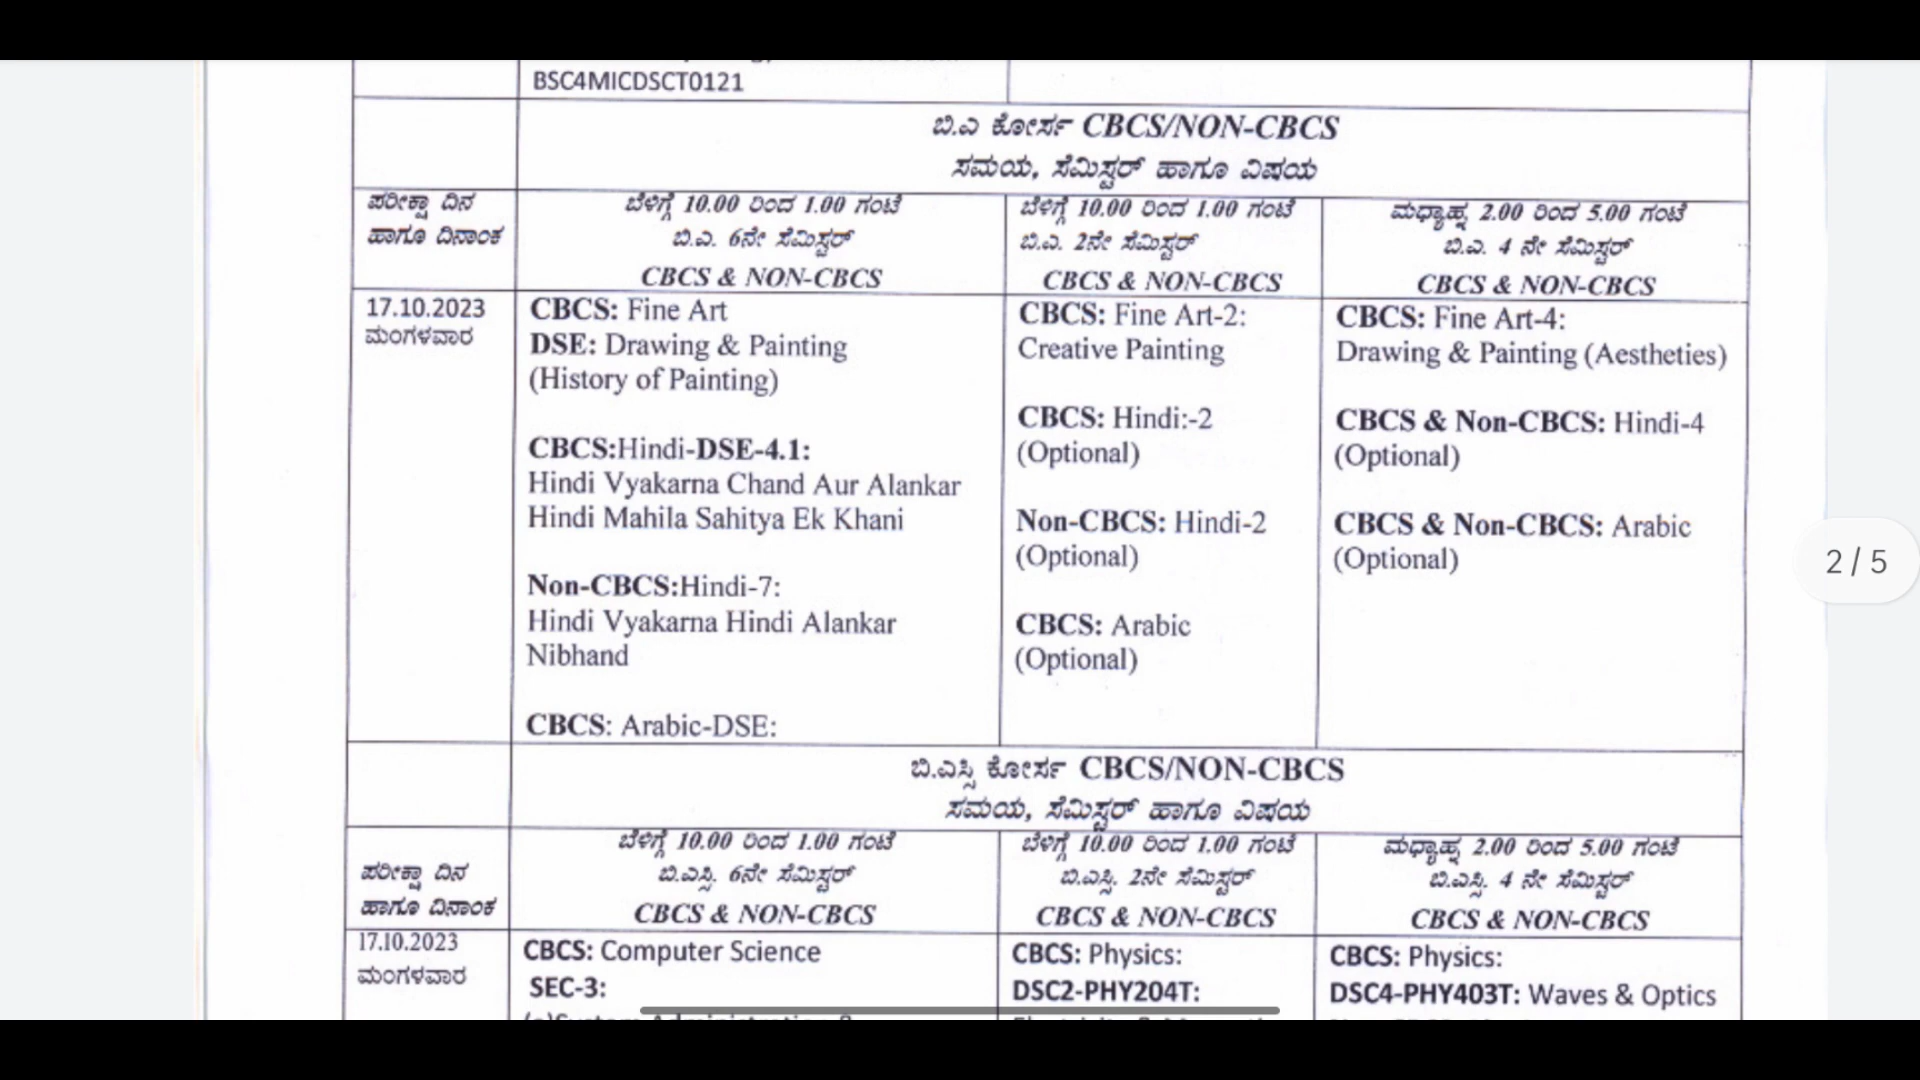 BSC4MICDSCT0121
ಬಿ.ಎ ಕೋರ್ಸ CBCS/NON-CBCS
ಸಮಯ, ಸೆಮಿಸ್ಟರ್ ಹಾಗೂ ವಿಷಯ
ಪರೀಕ್ಷಾ ದಿನ
ಹಾಗೂ ದಿನಾಂಕ
ಬೆಳಿಗ್ಗೆ 10.00 ರಿಂದ 1.00 ಗಂಟೆ
ಬಿ.ಎ. 6ನೇ ಸೆಮಿಸ್ಟರ್
CBCS & NON-CBCS
ಬೆಳಿಗ್ಗೆ 10.00 ರಿಂದ 1.00 ಗಂಟೆ
ಬಿ.ಎ. 2ನೇ ಸೆಮಿಸ್ಟರ್
CBCS & NON-CBCS
ಮಧ್ಯಾಹ್ನ 2.00 ರಿಂದ 5.00 ಗಂಟೆ
ಬಿ.ಎ. 4 ನೇ ಸೆಮಿಸ್ಟರ್
CBCS & NON-CBCS
17.10.2023
ಮಂಗಳವಾರ
CBCS: Fine Art
DSE: Drawing & Painting
(History of Painting)
CBCS:Hindi-DSE-4.1:
Hindi Vyakarna Chand Aur Alankar
Hindi Mahila Sahitya Ek Khani
Non-CBCS:Hindi-7:
Hindi Vyakarna Hindi Alankar
Nibhand
CBCS: Arabic-DSE:
CBCS: Fine Art-2:
Creative Painting
CBCS: Hindi:-2
(Optional)
Non-CBCS: Hindi-2
(Optional)
CBCS: Arabic
(Optional)
CBCS: Fine Art-4:
Drawing & Painting (Aestheties)
CBCS & Non-CBCS: Hindi-4
(Optional)
CBCS & Non-CBCS: Arabic
(Optional)
2 / 5
ಬಿ.ಎಸ್ಸಿ ಕೋರ್ಸ CBCS/NON-CBCS
ಸಮಯ, ಸೆಮಿಸ್ಟರ್ ಹಾಗೂ ವಿಷಯ
ಪರೀಕ್ಷಾ ದಿನ
ಹಾಗೂ ದಿನಾಂಕ
ಬೆಳಿಗ್ಗೆ 10.00 ರಿಂದ 1.00 ಗಂಟೆ
ಬಿ.ಎಸ್ಸಿ. 6ನೇ ಸೆಮಿಸ್ಟರ್
CBCS & NON-CBCS
ಬೆಳಿಗ್ಗೆ 10.00 ರಿಂದ 1.00 ಗಂಟೆ
ಬಿ.ಎಸ್ಸಿ. 2ನೇ ಸೆಮಿಸ್ಟರ್
CBCS & NON-CBCS
ಮಧ್ಯಾಹ್ನ 2.00 ರಿಂದ 5.00 ಗಂಟೆ
ಬಿ.ಎಸ್ಸಿ. 4 ನೇ ಸೆಮಿಸ್ಟರ್
CBCS & NON-CBCS
17.10.2023
ಮಂಗಳವಾರ
CBCS: Computer Science
SEC-3:
CBCS: Physics:
DSC2-PHY204T:
CBCS: Physics:
DSC4-PHY403T: Waves & Optics